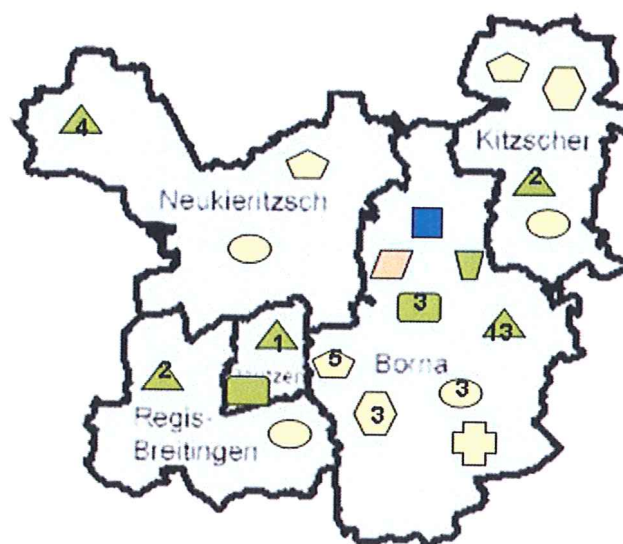 4
Kitzscher
Neukieritzsch
2
3
13
1
5
Borna
2
3
3
Regis-
Breitingen